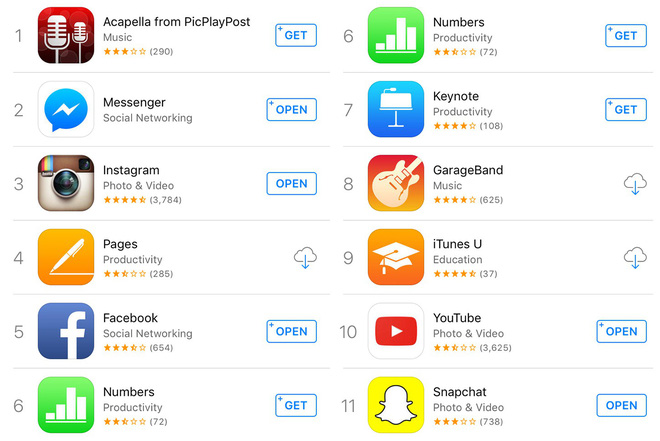 1
Acapella from PicPlayPost
Music
(290)
+ GET
2
Messenger
Social Networking
+ OPEN
3
Instagram
Photo & Video
(3,784)
OPEN
4
Pages
Productivity
(285)
5
Facebook
Social Networking
(654)
+ OPEN
6
Numbers
Productivity
(72)
+ GET
6
Numbers
Productivity
(72)
+ GET
7
Keynote
Productivity
(108)
+ GET
8
GarageBand
Music
(625)
9
iTunes U
Education
(37)
10
YouTube
Photo & Video
(3,625)
+ OPEN
11
Snapchat
Photo & Video
(738)
OPEN